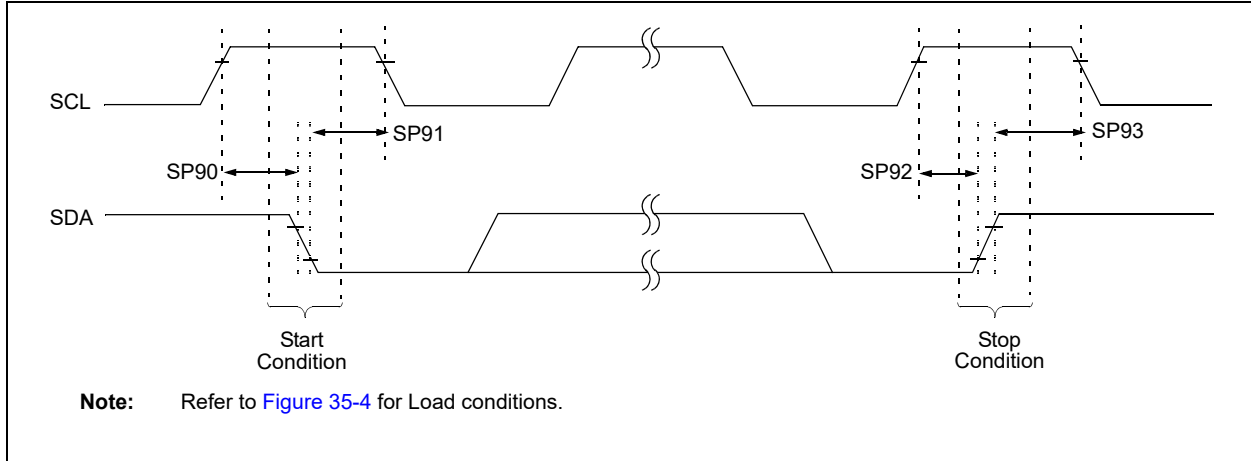 SCL
SP91
SP93
SP90
SP92
SDA
Start
Condition
Stop
Condition
Note: Refer to Figure 35-4 for Load conditions.